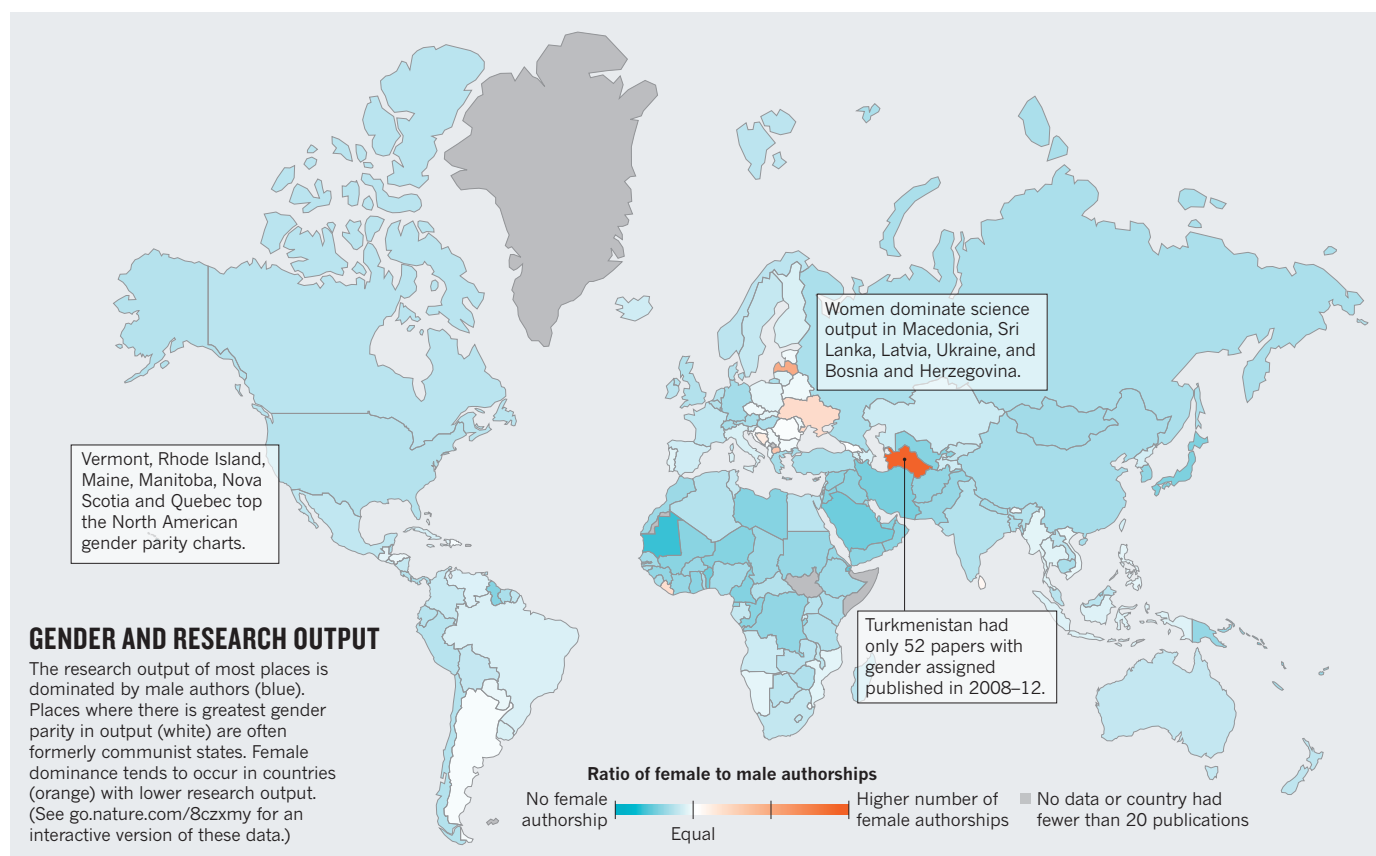 Women dominate science
output in Macedonia, Sri
Lanka, Latvia, Ukraine, and
Bosnia and Herzegovina.
Vermont, Rhode Island,
Maine, Manitoba, Nova
Scotia and Quebec top
the North American
gender parity charts.
Turkmenistan had
only 52 papers with
gender assigned
published in 2008–12.
GENDER AND RESEARCH OUTPUT
The research output of most places is
dominated by male authors (blue).
Places where there is greatest gender
parity in output (white) are often
formerly communist states. Female
dominance tends to occur in countries
(orange) with lower research output.
(See go.nature.com/8czxmy for an
interactive version of these data.)
Ratio of female to male authorships
No female
authorship
Equal
Higher number of
female authorships
No data or country had
fewer than 20 publications